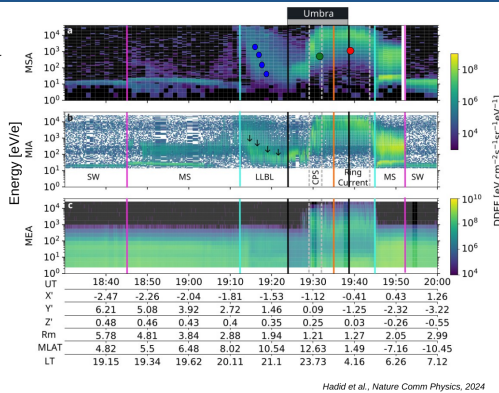 Umbra
a
MSA
10⁴
10³
10²
10¹
10⁰
10⁸
10⁶
10⁴
Energy [eV/e]
b
MIA
10⁴
10³
10²
10¹
10⁰
SW
MS
LLBL
CPS
Ring
Current
MS
SW
c
MEA
10⁴
10³
10²
10¹
10⁰
10¹⁰
10⁸
10⁶
10⁴
DDEF [eV cm⁻²s⁻¹sr⁻¹eV⁻¹]
UT 18:40 18:50 19:00 19:10 19:20 19:30 19:40 19:50 20:00
X' -2.47 -2.26 -2.04 -1.81 -1.53 -1.12 -0.41 0.43 1.26
Y' 6.21 5.08 3.92 2.72 1.46 0.09 -1.25 -2.32 -3.22
Z' 0.48 0.46 0.43 0.4 0.35 0.25 0.03 -0.26 -0.55
Rm 5.78 4.81 3.84 2.88 1.94 1.21 1.27 2.05 2.99
MLAT 4.82 5.5 6.48 8.02 10.54 12.63 1.49 -7.16 -10.45
LT 19.15 19.34 19.62 20.11 21.1 23.73 4.16 6.26 7.12
Hadid et al., Nature Comm Physics, 2024